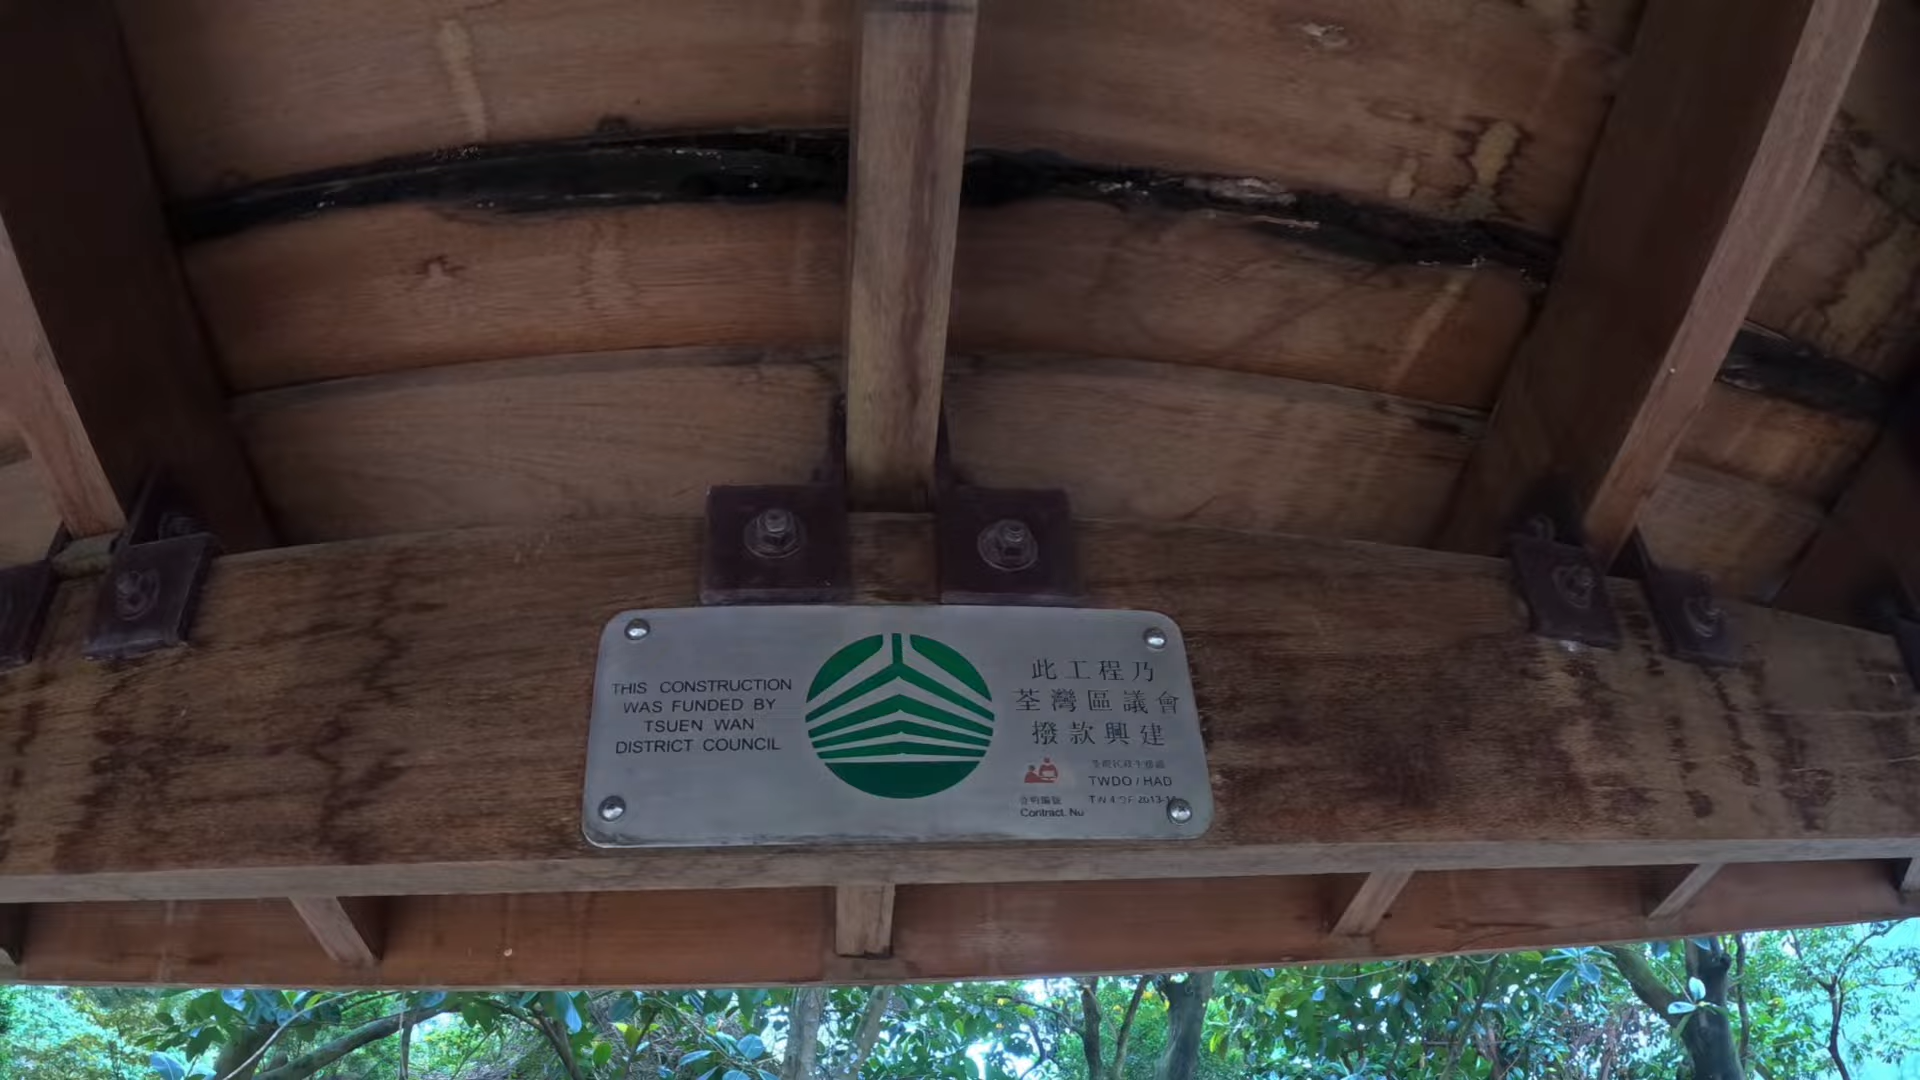 THIS CONSTRUCTION
WAS FUNDED BY
TSUEN WAN
DISTRICT COUNCIL
此工程乃
荃灣區議會
撥款興建
TWDO / HAD
Contract. No